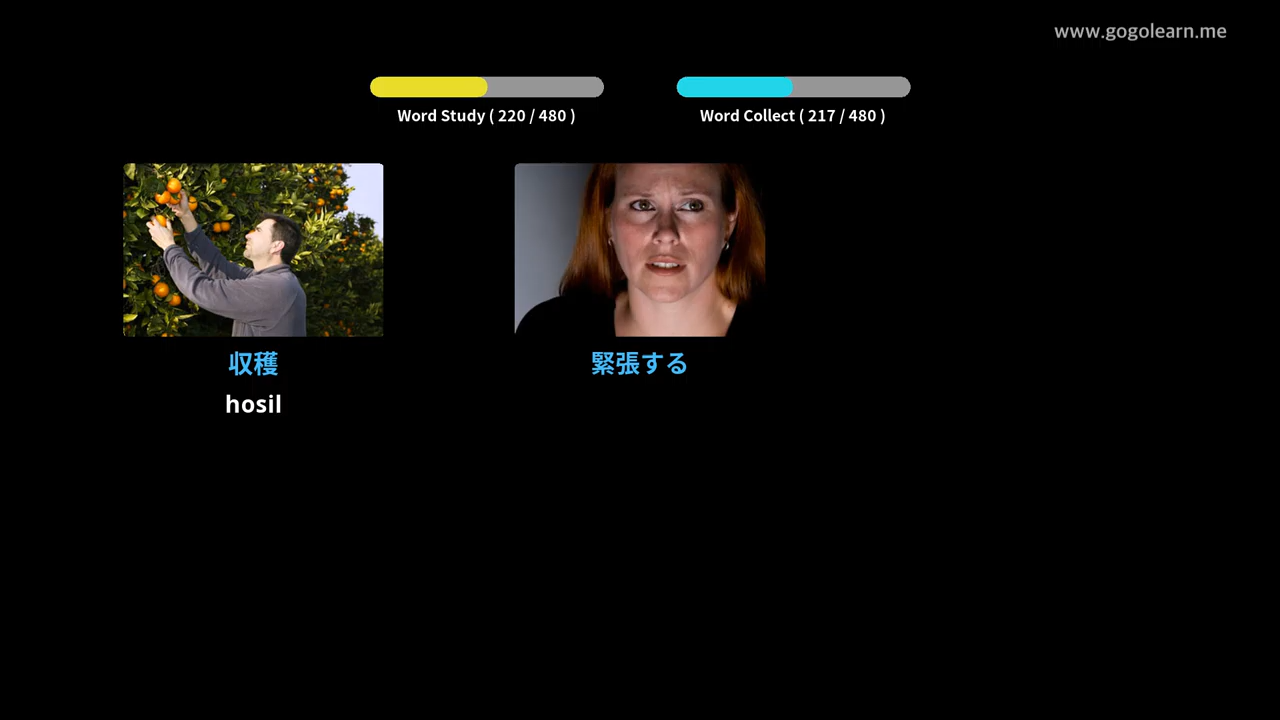 www.gogolearn.me
Word Study ( 220 / 480 )
Word Collect ( 217 / 480 )
収穫
緊張する
hosil